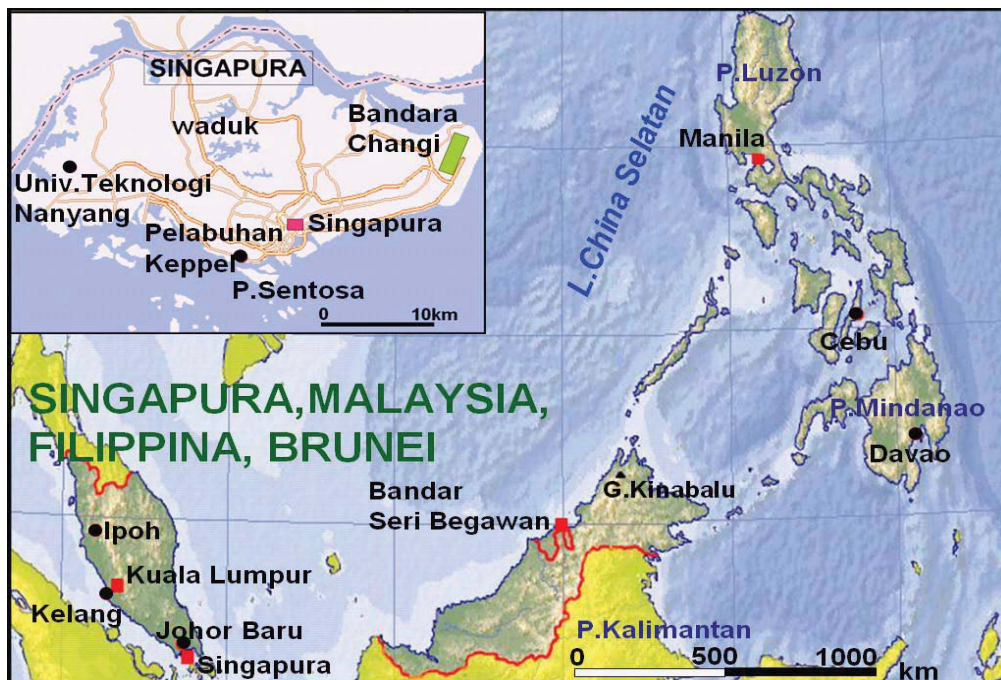 SINGAPURA
waduk
Bandara
Changi
Univ.Teknologi
Nanyang
Singapura
Pelabuhan
Keppel
P.Sentosa
0 10km
P.Luzon
Manila
L.China Selatan
Cebu
P.Mindanao
Davao
SINGAPURA,MALAYSIA,
FILIPPINA, BRUNEI
Bandar
Seri Begawan
G.Kinabalu
Ipoh
Kuala Lumpur
Kelang
Johor Baru
Singapura
P.Kalimantan
0 500 1000
km